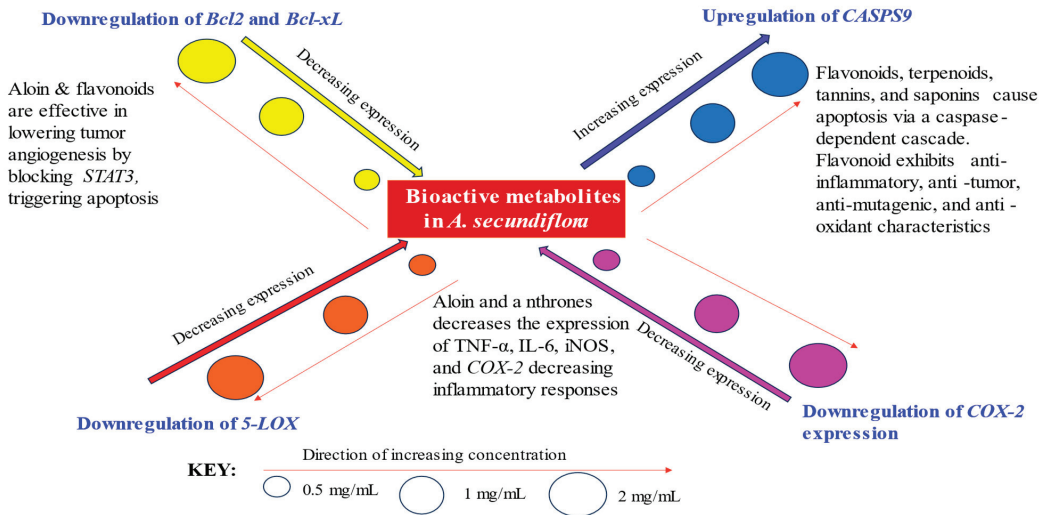 Downregulation of Bcl2 and Bcl-xL
Upregulation of CASPS9
Decreasing expression
Increasing expression
Aloin & flavonoids
are effective in
lowering tumor
angiogenesis by
blocking STAT3,
triggering apoptosis
Flavonoids, terpenoids,
tannins, and saponins cause
apoptosis via a caspase-
dependent cascade.
Flavonoid exhibits anti-
inflammatory, anti -tumor,
anti-mutagenic, and anti -
oxidant characteristics
Bioactive metabolites
in A. secundiflora
Decreasing expression
Aloin and a nthrones
decreases the expression
of TNF-α, IL-6, iNOS,
and COX-2 decreasing
inflammatory responses
Decreasing expression
Downregulation of 5-LOX
Downregulation of COX-2
expression
KEY:
Direction of increasing concentration
0.5 mg/mL
1 mg/mL
2 mg/mL